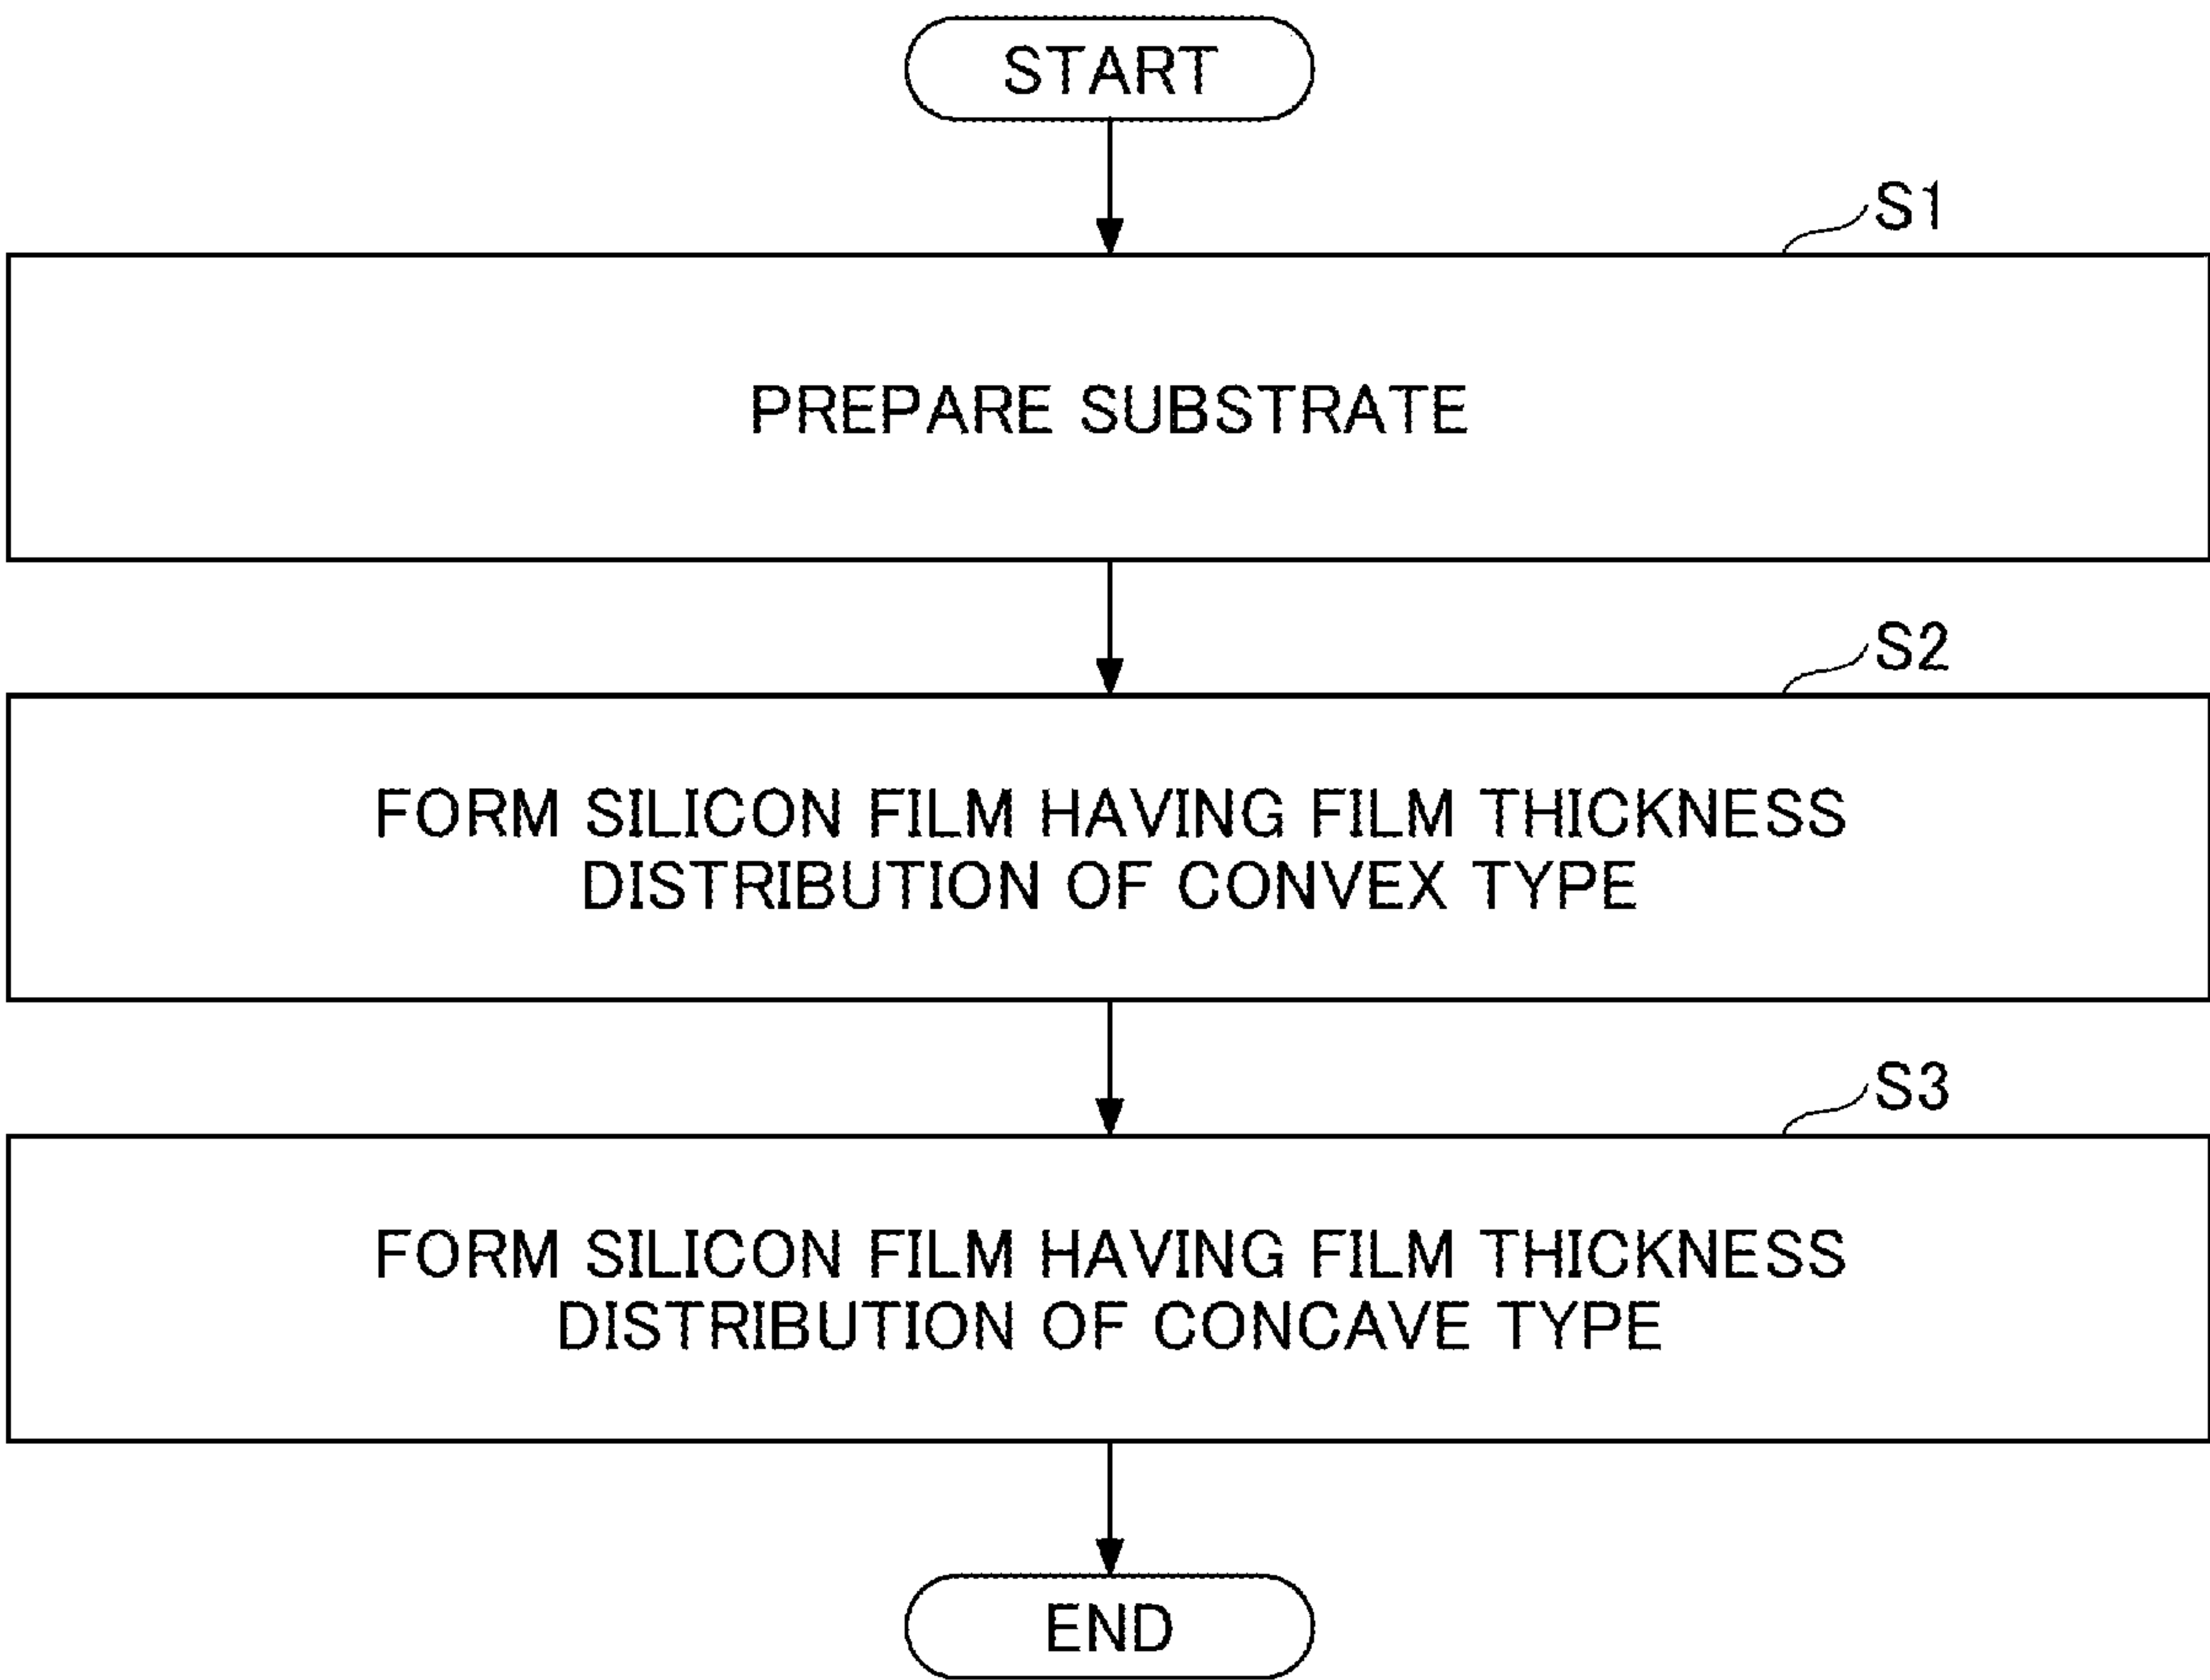 START
S1
PREPARE SUBSTRATE
S2
FORM SILICON FILM HAVING FILM THICKNESS
DISTRIBUTION OF CONVEX TYPE
S3
FORM SILICON FILM HAVING FILM THICKNESS
DISTRIBUTION OF CONCAVE TYPE
END